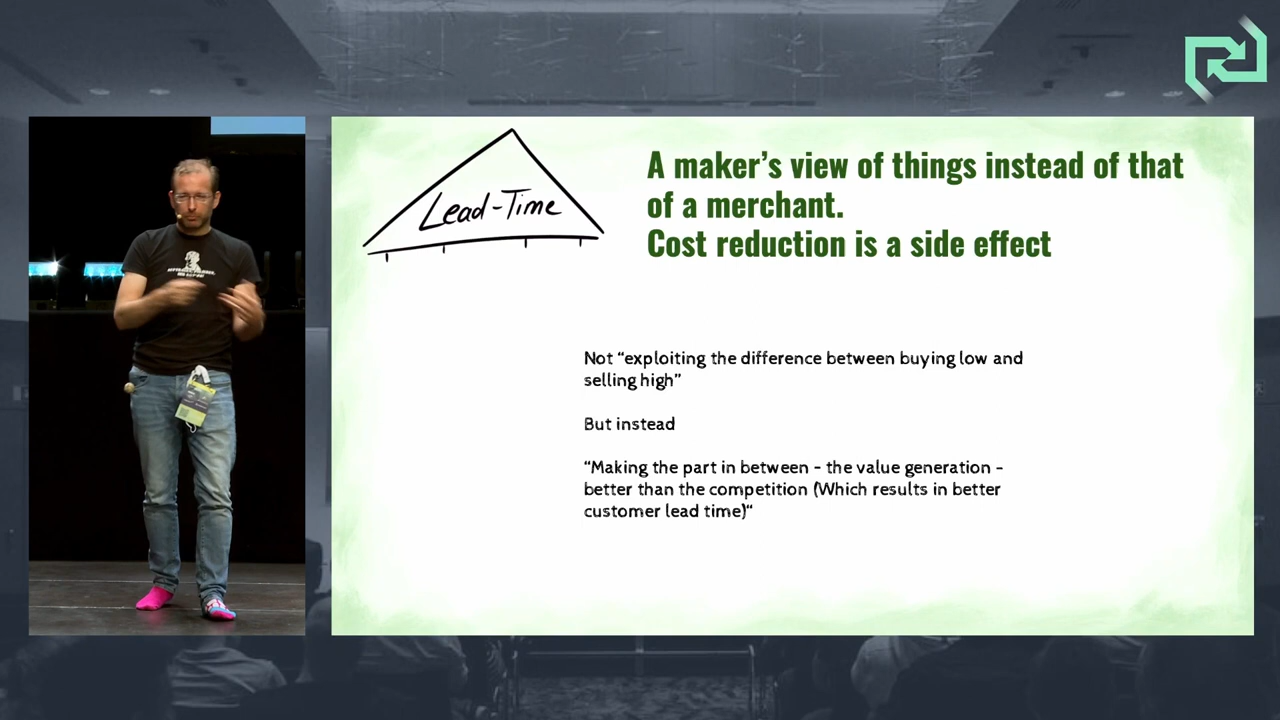 Lead-Time
A maker's view of things instead of that
of a merchant.
Cost reduction is a side effect
Not “exploiting the difference between buying low and
selling high”
But instead
“Making the part in between - the value generation -
better than the competition (Which results in better
customer lead time)“